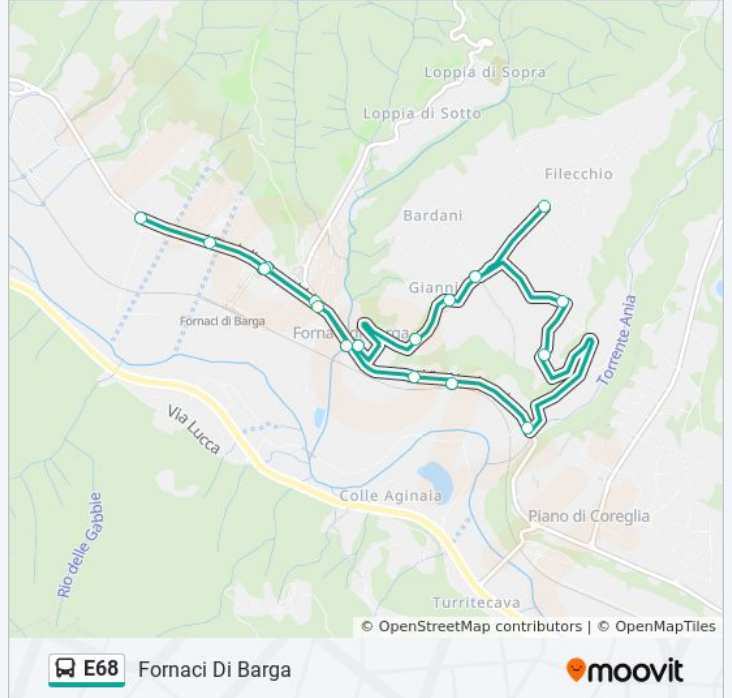 Loppia di Sopra
Loppia di Sotto
Filecchio
Bardani
Gianni
Fornaci di Barga
Torrente Ania
Via Lucca
Colle Aginaia
Piano di Coreglia
Rio delle Gabbie
Turritecava
© OpenStreetMap contributors | © OpenMapTiles
E68 Fornaci Di Barga
moovit